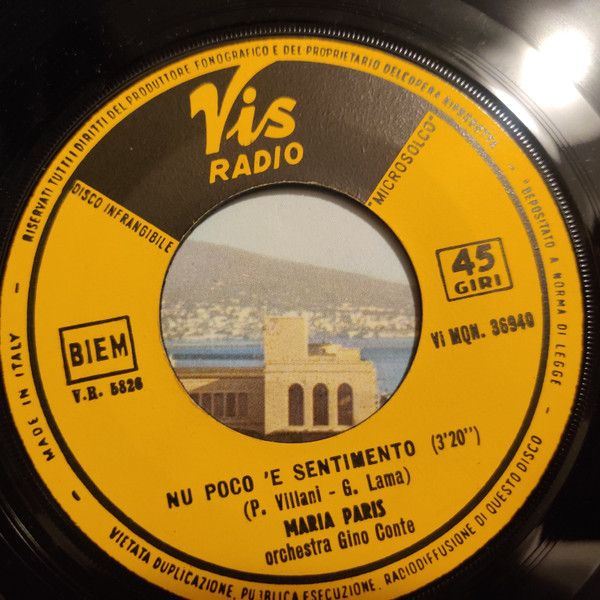 Vis
RADIO
DISCO INFRANGIBILE
"MICROSOLCO"
45
GIRI
Vi MQN. 36940
BIEM
V.R. 5826
NU POCO 'E SENTIMENTO (3'20")
(P. Villani - G. Lama)
MARIA PARIS
orchestra Gino Conte
MADE IN ITALY - RISERVATI TUTTI I DIRITTI DEL PRODUTTORE FONOGRAFICO E DEL PROPRIETARIO DELL'OPERA RIPRODOTTA
"DEPOSITATO A NORMA DI LEGGE
VIETATA DUPLICAZIONE, PUBBLICA ESECUZIONE, RADIODIFFUSIONE DI QUESTO DISCO